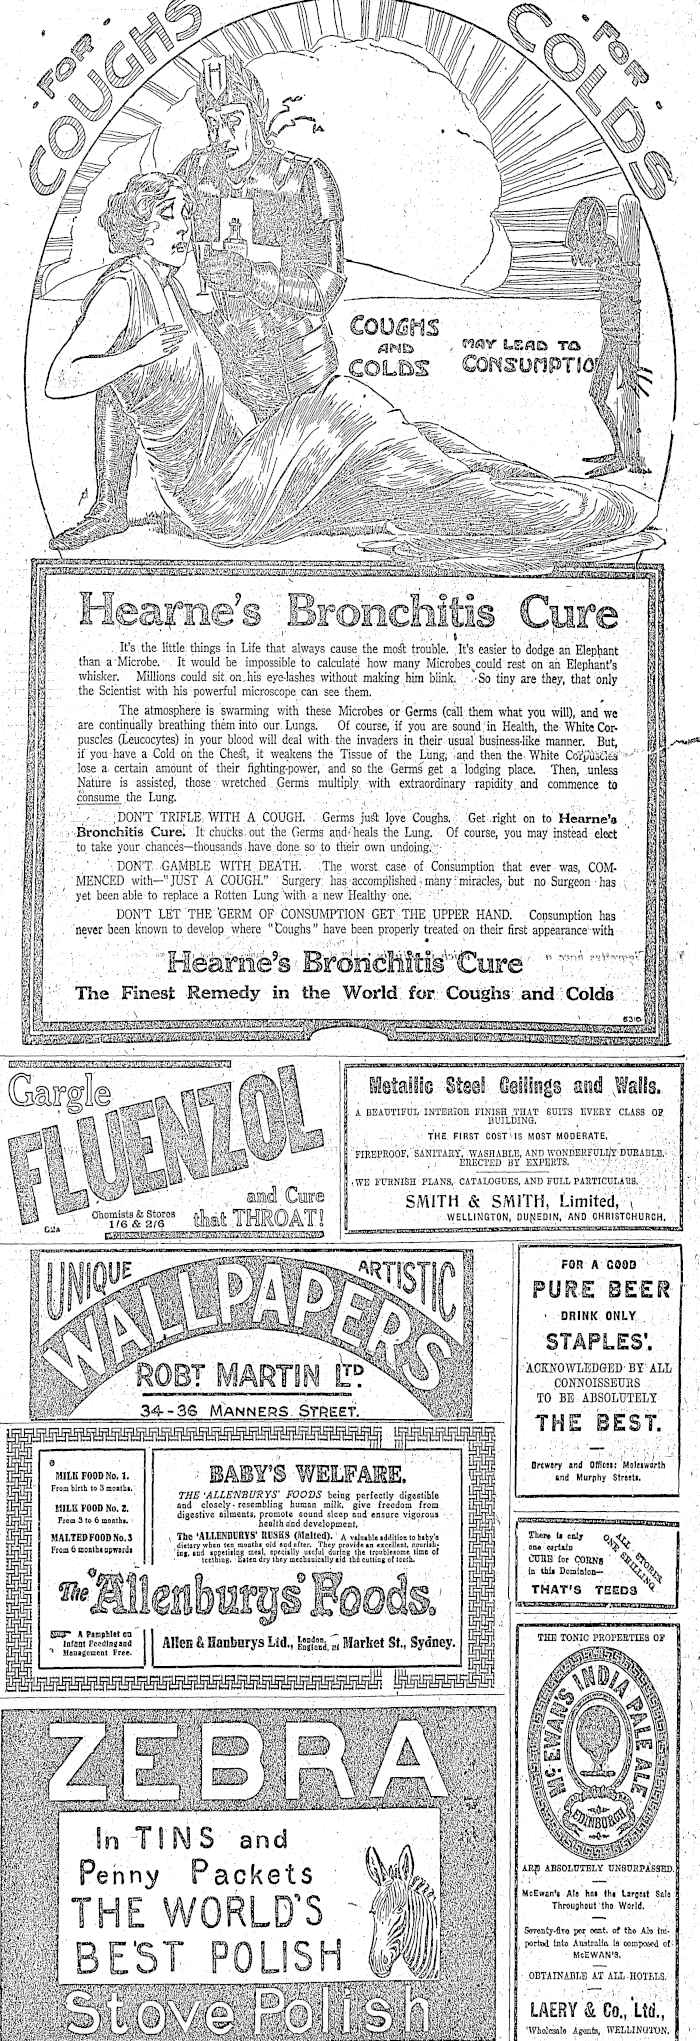 FOR COUGHS
FOR COLDS
H
COUGHS
AND
COLDS
MAY LEAD TO
CONSUMPTIO
Hearne's Bronchitis Cure
It's the little things in Life that always cause the most trouble. It's easier to dodge an Elephant
than a Microbe. It would be impossible to calculate how many Microbes could rest on an Elephant's
whisker. Millions could sit on his eye-lashes without making him blink. So tiny are they, that only
the Scientist with his powerful microscope can see them.
The atmosphere is swarming with these Microbes or Germs (call them what you will), and we
are continually breathing them into our Lungs. Of course, if you are sound in Health, the White Cor-
puscles (Leucocytes) in your blood will deal with the invaders in their usual business-like manner. But,
if you have a Cold on the Chest, it weakens the Tissue of the Lung, and then the White Corpuscles
lose a certain amount of their fighting-power, and so the Germs get a lodging place. Then, unless
Nature is assisted, those wretched Germs multiply with extraordinary rapidity and commence to
consume the Lung.
DON'T TRIFLE WITH A COUGH. Germs just love Coughs. Get right on to Hearne's
Bronchitis Cure. It chucks out the Germs and heals the Lung. Of course, you may instead elect
to take your chances—thousands have done so to their own undoing.
DON'T GAMBLE WITH DEATH. The worst case of Consumption that ever was, COM-
MENCED with—"JUST A COUGH." Surgery has accomplished many miracles, but no Surgeon has
yet been able to replace a Rotten Lung with a new Healthy one.
DON'T LET THE GERM OF CONSUMPTION GET THE UPPER HAND. Consumption has
never been known to develop where "Coughs" have been properly treated on their first appearance with
Hearne's Bronchitis Cure
The Finest Remedy in the World for Coughs and Colds
5316
Gargle
FLUENZOL
and Cure
that THROAT!
Chemists & Stores
1/6 & 2/6
G2A
Metallic Steel Ceilings and Walls.
A BEAUTIFUL INTERIOR FINISH THAT SUITS EVERY CLASS OF
BUILDING.
THE FIRST COST IS MOST MODERATE.
FIREPROOF, SANITARY, WASHABLE, AND WONDERFULLY DURABLE.
ERECTED BY EXPERTS.
WE FURNISH PLANS, CATALOGUES, AND FULL PARTICULARS.
SMITH & SMITH, Limited,
WELLINGTON, DUNEDIN, AND CHRISTCHURCH.
UNIQUE ARTISTIC
WALLPAPERS
ROBT MARTIN LTD.
34-36 MANNERS STREET.
FOR A GOOD
PURE BEER
DRINK ONLY
STAPLES'.
ACKNOWLEDGED BY ALL
CONNOISSEURS
TO BE ABSOLUTELY
THE BEST.
Brewery and Offices: Molesworth
and Murphy Streets.
MILK FOOD No. 1.
From birth to 3 months.
MILK FOOD No. 2.
From 3 to 6 months.
MALTED FOOD No. 3
From 6 months upwards
A Pamphlet on
Infant Feeding and
Management Free.
BABY'S WELFARE.
THE 'ALLENBURYS' FOODS being perfectly digestible
and closely resembling human milk, give freedom from
digestive ailments, promote sound sleep and ensure vigorous
health and development.
The 'ALLENBURYS' RUSKS (Malted). A valuable addition to baby's
dietary when ten months old and after. They provide an excellent, nourish-
ing, and appetising meal, specially useful during the troublesome time of
teething. Eaten dry they mechanically aid the cutting of teeth.
The 'Allenburys' Foods.
Allen & Hanburys Ltd., London, England, at Market St., Sydney.
There is only
one certain
CURE for CORNS
in this Dominion—
THAT'S TEEDS
ALL STORES,
ONE SHILLING.
THE TONIC PROPERTIES OF
McEWAN'S INDIA PALE ALE
EDINBURGH
ARE ABSOLUTELY UNSURPASSED.
McEwan's Ale has the Largest Sale
Throughout the World.
Seventy-five per cent. of the Ale im-
ported into Australia is composed of
McEWAN'S.
OBTAINABLE AT ALL HOTELS.
LAERY & Co., Ltd.,
Wholesale Agents, WELLINGTON.
ZEBRA
In TINS and
Penny Packets
THE WORLD'S
BEST POLISH
Stove Polish